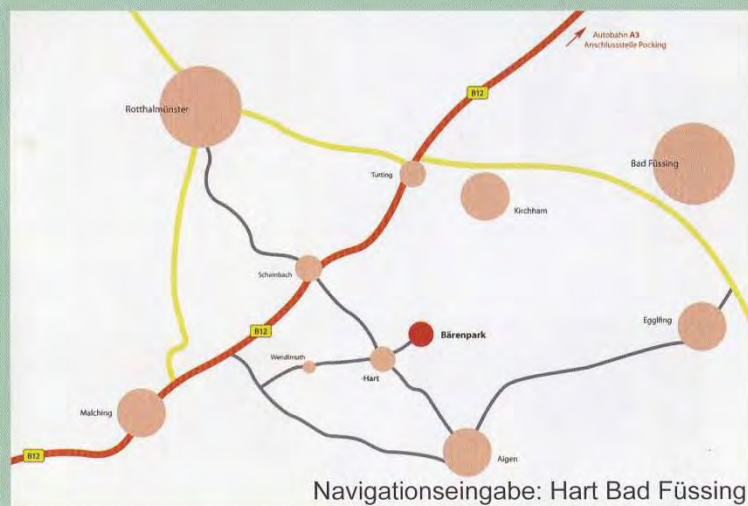 Autobahn A3
Anschlussstelle Pocking
B12
Rotthalmünster
Bad Füssing
Tutting
Kirchham
Scheinbach
Egglfing
B12
Bärenpark
Wendlmuth
Hart
Malching
Aigen
B12
Navigationseingabe: Hart Bad Füssing